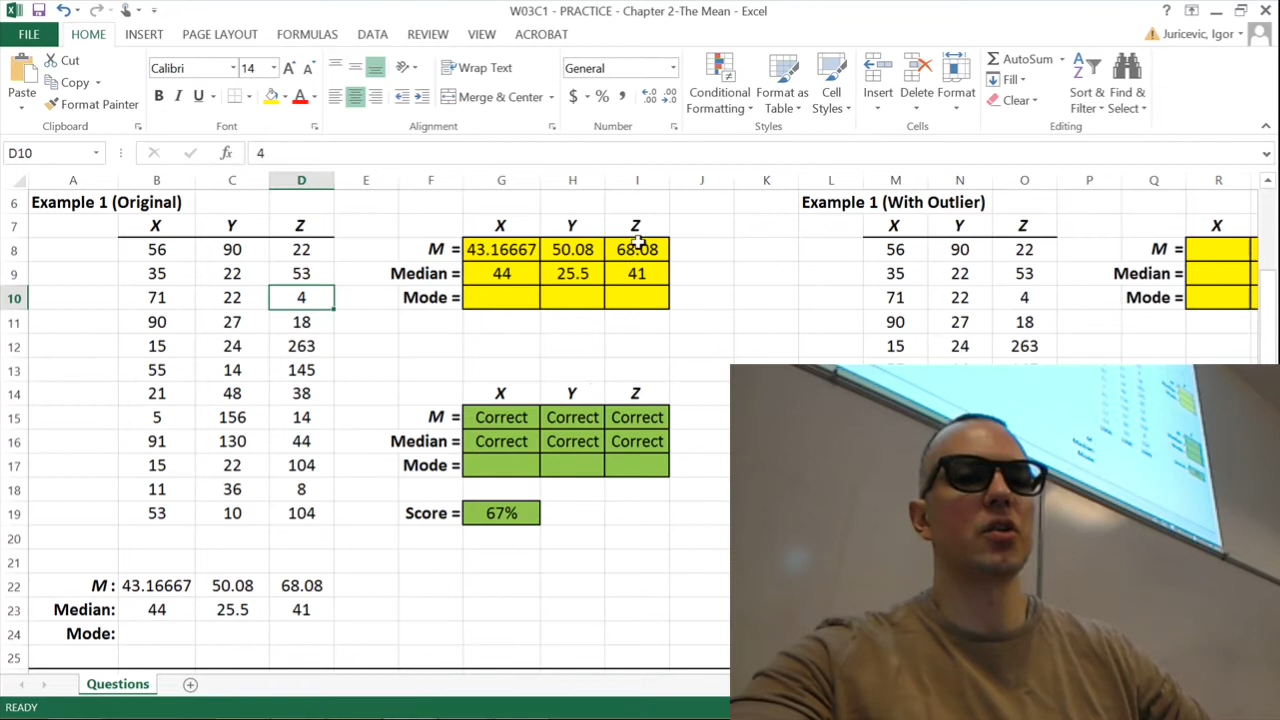 W03C1 - PRACTICE - Chapter 2-The Mean - Excel
FILE HOME INSERT PAGE LAYOUT FORMULAS DATA REVIEW VIEW ACROBAT Juricevic, Igor
Paste Cut Copy Format Painter Clipboard
Calibri 14 B I U A Font
Wrap Text Merge & Center Alignment
General $ % , Number
Conditional Formatting Format as Table Cell Styles Styles
Insert Delete Format Cells
AutoSum Fill Clear Sort & Filter Find & Select Editing
D10 fx 4
A B C D E F G H I J K L M N O P Q R
6 Example 1 (Original) Example 1 (With Outlier)
7 X Y Z X Y Z X Y Z X
8 56 90 22 M = 43.16667 50.08 68.08 56 90 22 M =
9 35 22 53 Median = 44 25.5 41 35 22 53 Median =
10 71 22 4 Mode = 71 22 4 Mode =
11 90 27 18 90 27 18
12 15 24 263 15 24 263
13 55 14 145
14 21 48 38 X Y Z
15 5 156 14 M = Correct Correct Correct
16 91 130 44 Median = Correct Correct Correct
17 15 22 104 Mode =
18 11 36 8
19 53 10 104 Score = 67%
20
21
22 M : 43.16667 50.08 68.08
23 Median: 44 25.5 41
24 Mode:
25
Questions
READY